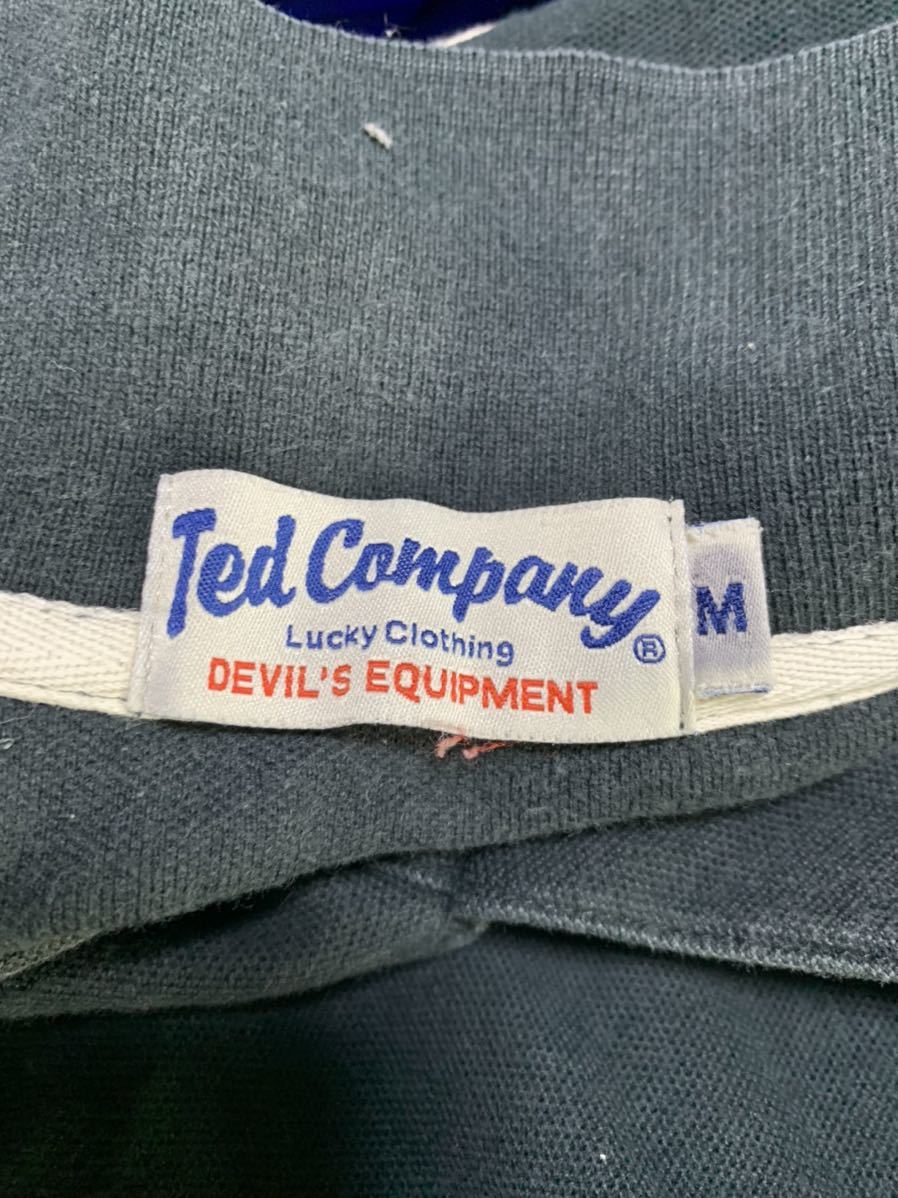 Ted Company®
Lucky Clothing
DEVIL'S EQUIPMENT
M